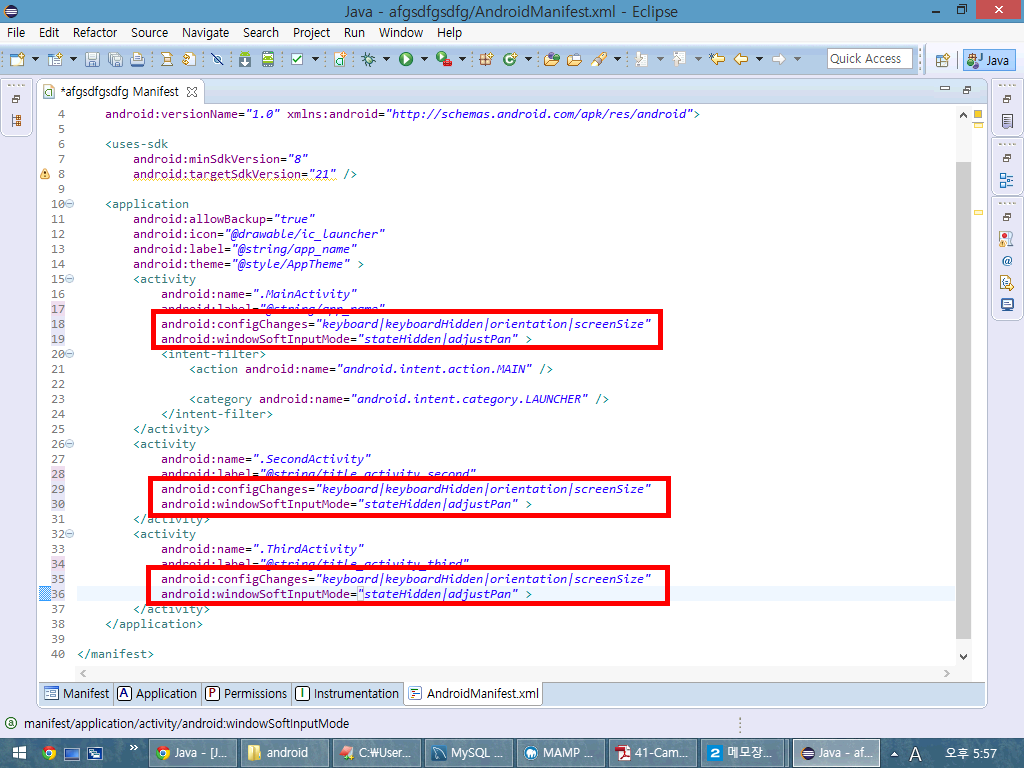 Java - afgsdfgsdfg/AndroidManifest.xml - Eclipse
File Edit Refactor Source Navigate Search Project Run Window Help
Quick Access Java
*afgsdfgsdfg Manifest
4 android:versionName="1.0" xmlns:android="http://schemas.android.com/apk/res/android">
5
6 <uses-sdk
7 android:minSdkVersion="8"
8 android:targetSdkVersion="21" />
9
10 <application
11 android:allowBackup="true"
12 android:icon="@drawable/ic_launcher"
13 android:label="@string/app_name"
14 android:theme="@style/AppTheme" >
15 <activity
16 android:name=".MainActivity"
17 android:label="@string/app_name"
18 android:configChanges="keyboard|keyboardHidden|orientation|screenSize"
19 android:windowSoftInputMode="stateHidden|adjustPan" >
20 <intent-filter>
21 <action android:name="android.intent.action.MAIN" />
22
23 <category android:name="android.intent.category.LAUNCHER" />
24 </intent-filter>
25 </activity>
26 <activity
27 android:name=".SecondActivity"
28 android:label="@string/title_activity_second"
29 android:configChanges="keyboard|keyboardHidden|orientation|screenSize"
30 android:windowSoftInputMode="stateHidden|adjustPan" >
31 </activity>
32 <activity
33 android:name=".ThirdActivity"
34 android:label="@string/title_activity_third"
35 android:configChanges="keyboard|keyboardHidden|orientation|screenSize"
36 android:windowSoftInputMode="stateHidden|adjustPan" >
37 </activity>
38 </application>
39
40 </manifest>
Manifest A Application P Permissions I Instrumentation AndroidManifest.xml
manifest/application/activity/android:windowSoftInputMode
Java - [J... android C:₩User... MySQL ... MAMP ... 41-Cam... 2 메모장... Java - af... A 오후 5:57